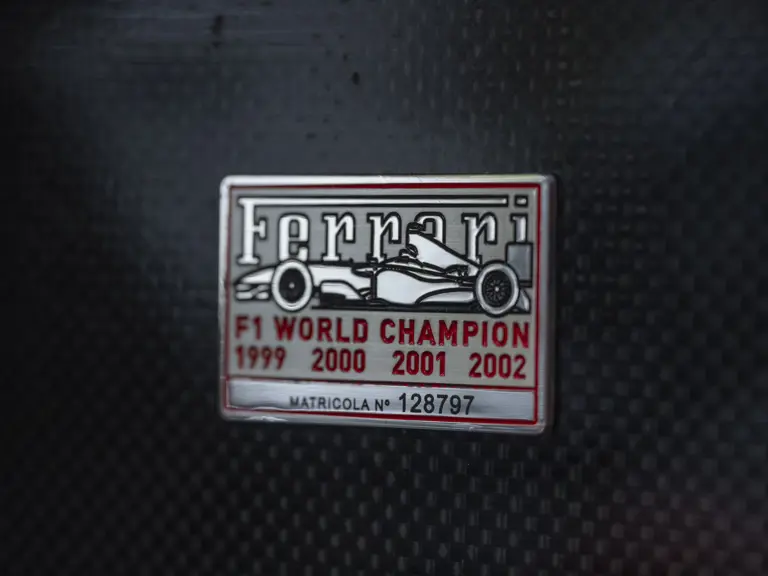 Ferrari
F1 WORLD CHAMPION
1999 2000 2001 2002
MATRICOLA Nº 128797